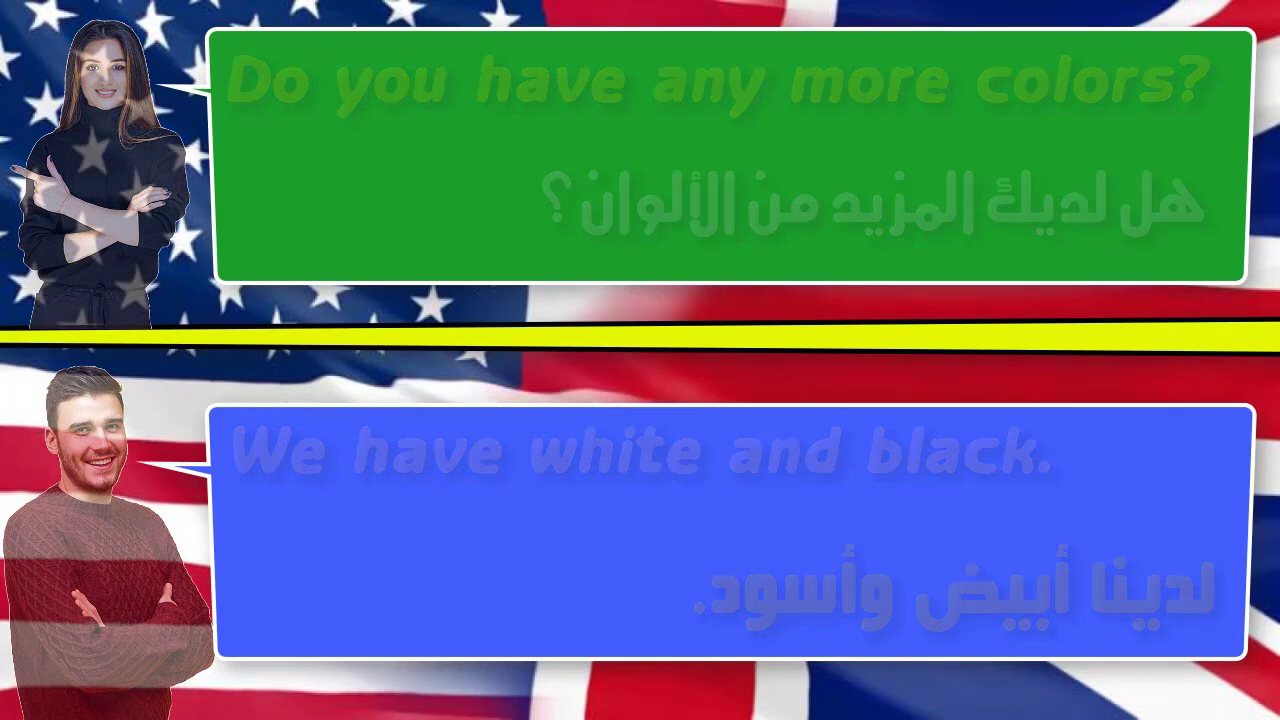 Do you have any more colors?
هل لديك المزيد من الألوان؟
We have white and black.
لدينا أبيض وأسود.